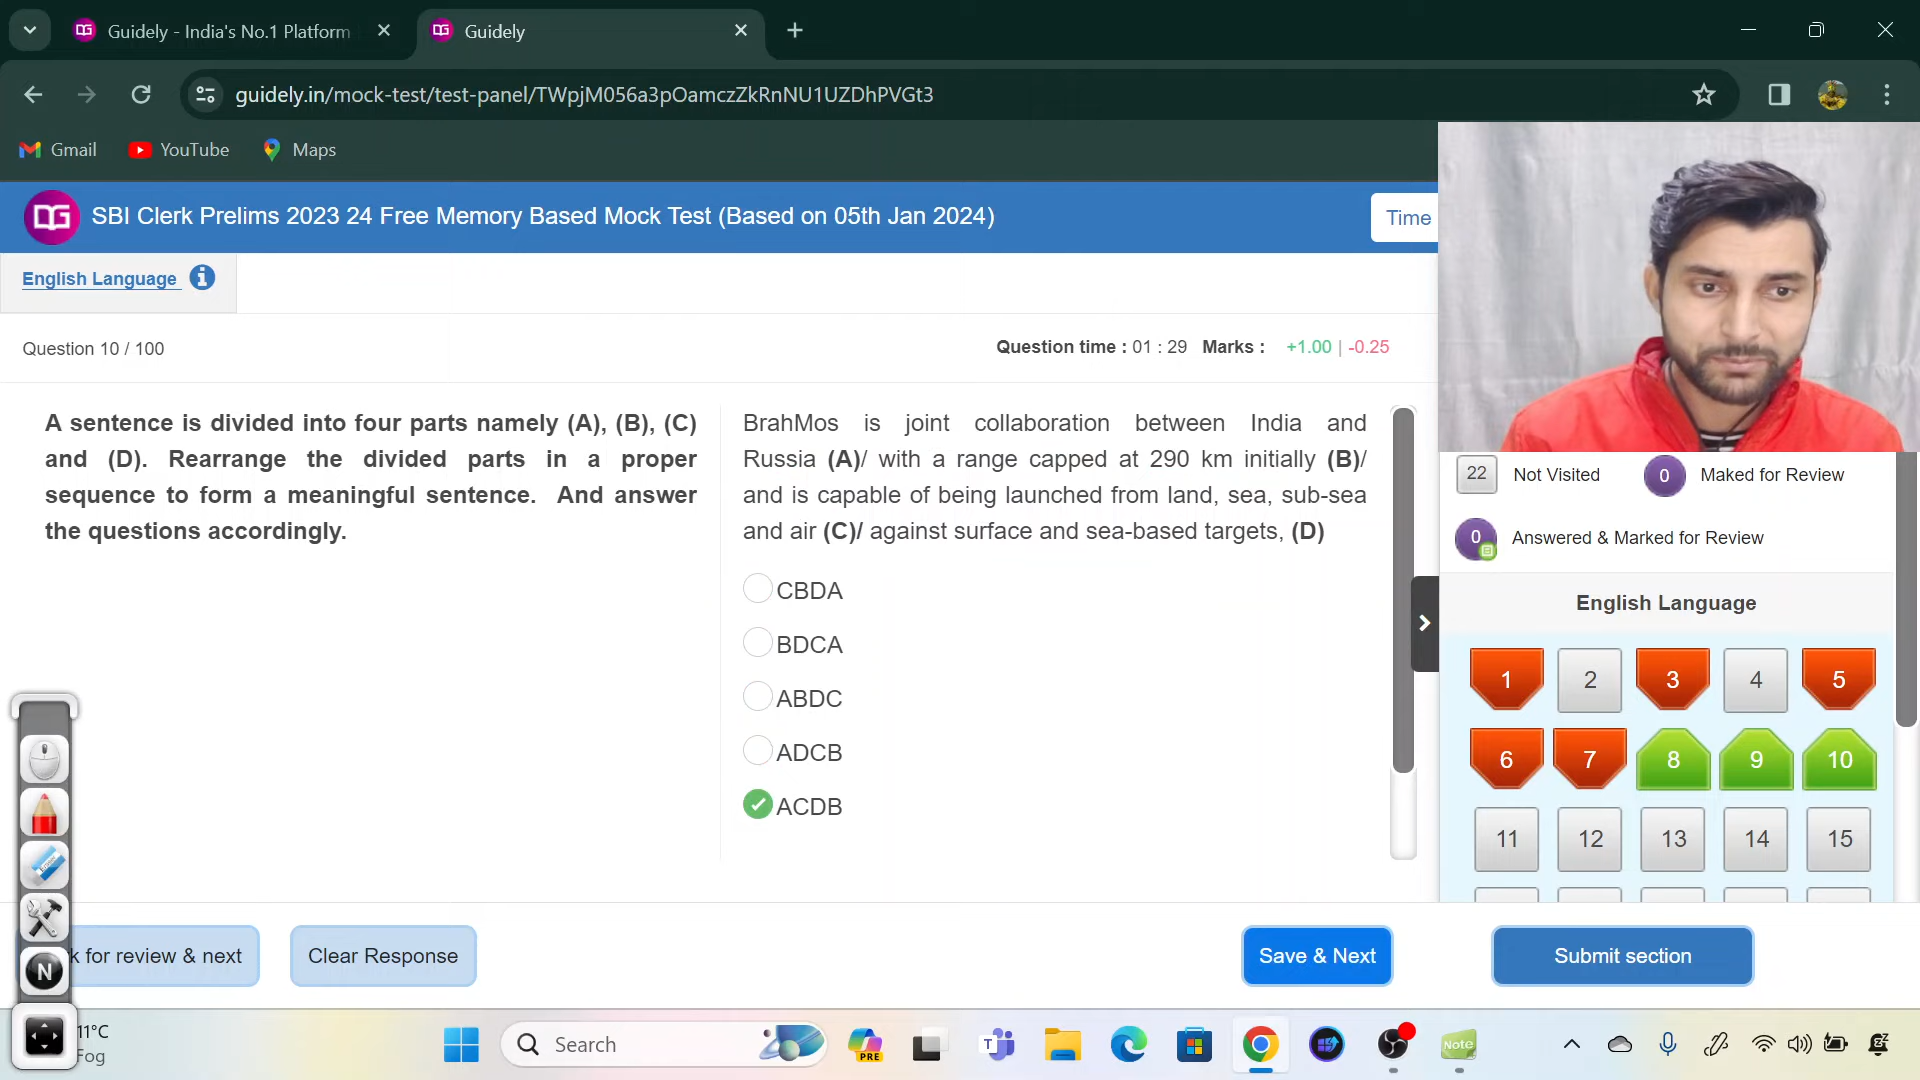 Guidely - India's No.1 Platform
Guidely
guidely.in/mock-test/test-panel/TWpjM056a3pOamczZkRnNU1UZDhPVGt3
Gmail
YouTube
Maps
SBI Clerk Prelims 2023 24 Free Memory Based Mock Test (Based on 05th Jan 2024)
Time
English Language
Question 10 / 100
Question time : 01 : 29 Marks : +1.00 | -0.25
A sentence is divided into four parts namely (A), (B), (C)
and (D). Rearrange the divided parts in a proper
sequence to form a meaningful sentence. And answer
the questions accordingly.
BrahMos is joint collaboration between India and
Russia (A)/ with a range capped at 290 km initially (B)/
and is capable of being launched from land, sea, sub-sea
and air (C)/ against surface and sea-based targets, (D)
CBDA
BDCA
ABDC
ADCB
ACDB
22 Not Visited
0 Maked for Review
0 Answered & Marked for Review
English Language
1 2 3 4 5
6 7 8 9 10
11 12 13 14 15
k for review & next
Clear Response
Save & Next
Submit section
N
11°C
Fog
Search
PRE
Note